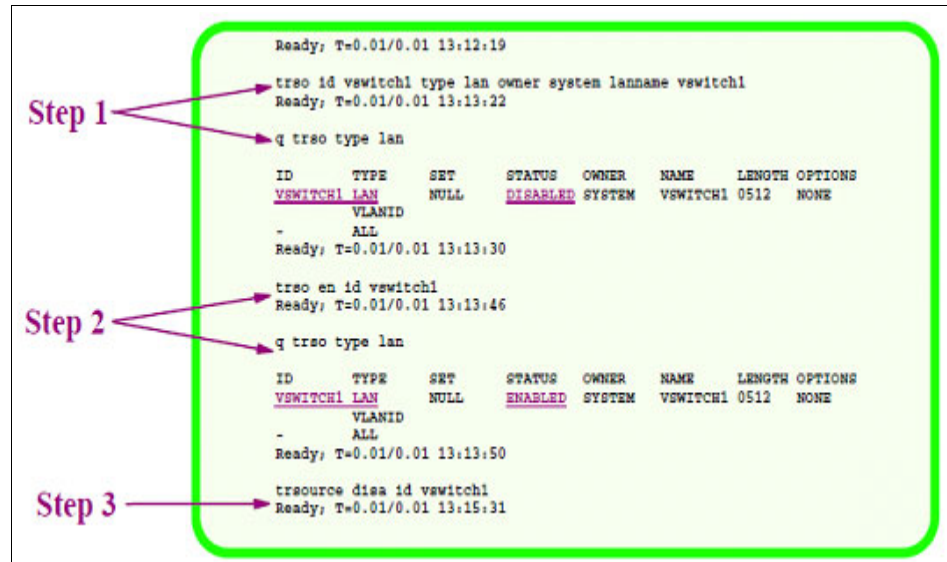 Ready; T=0.01/0.01 13:12:19
trso id vswitch1 type lan owner system lanname vswitch1
Ready; T=0.01/0.01 13:13:22
Step 1
q trso type lan
ID TYPE SET STATUS OWNER NAME LENGTH OPTIONS
VSWITCH1 LAN NULL DISABLED SYSTEM VSWITCH1 0512 NONE
VLANID
- ALL
Ready; T=0.01/0.01 13:13:30
trso en id vswitch1
Ready; T=0.01/0.01 13:13:46
Step 2
q trso type lan
ID TYPE SET STATUS OWNER NAME LENGTH OPTIONS
VSWITCH1 LAN NULL ENABLED SYSTEM VSWITCH1 0512 NONE
VLANID
- ALL
Ready; T=0.01/0.01 13:13:50
trsource disa id vswitch1
Step 3
Ready; T=0.01/0.01 13:15:31